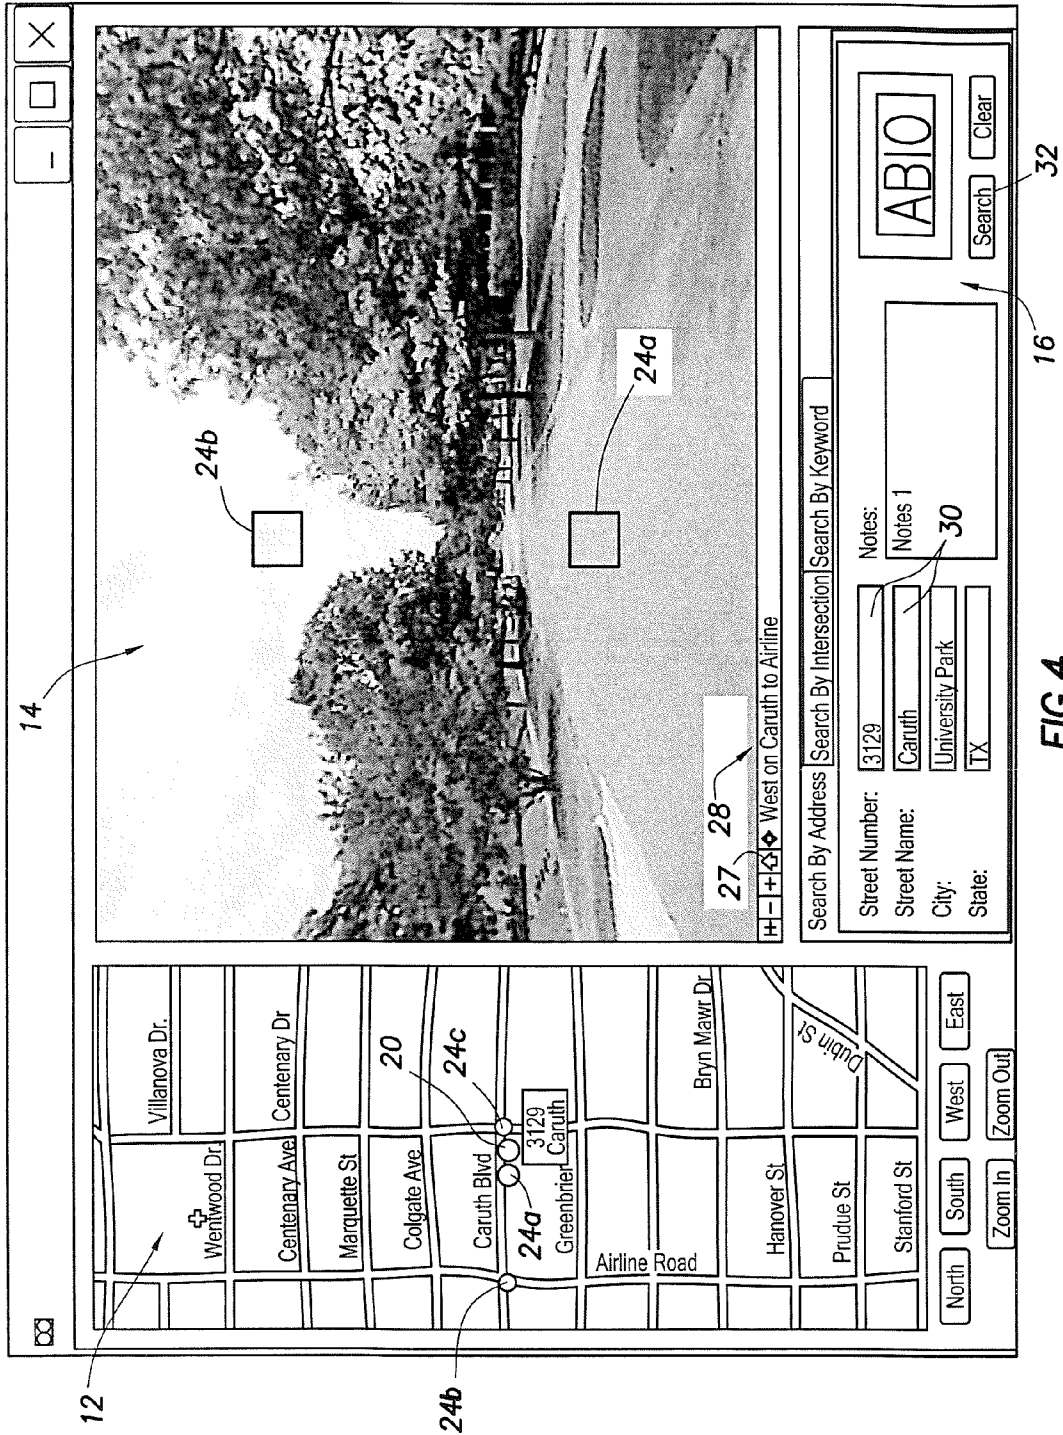 12
14
24b
24a
27
28
20
24c
24a
24b
Villanova Dr.
Wentwood Dr.
Centenary Dr
Centenary Ave
Marquette St
Colgate Ave
Caruth Blvd
3129
Caruth
Greenbrier
Airline Road
Bryn Mawr Dr
Hanover St
Dubin St
Prudue St
Stanford St
North
South
West
East
Zoom In
Zoom Out
West on Caruth to Airline
Search By Address
Search By Intersection
Search By Keyword
Street Number:
3129
Street Name:
Caruth
City:
University Park
State:
TX
Notes:
Notes 1
30
ABIO
Search
Clear
16
32
FIG.4